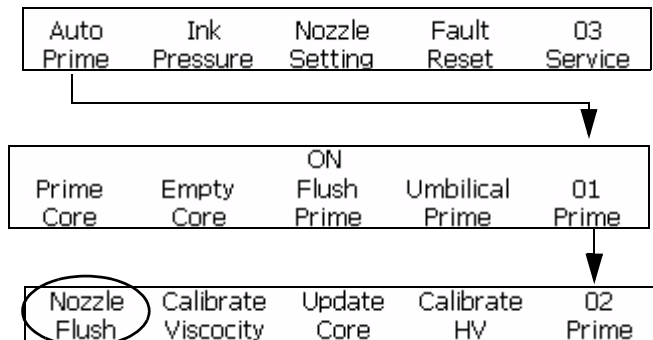 Auto Ink Nozzle Fault 03
Prime Pressure Setting Reset Service
ON
Prime Empty Flush Umbilical 01
Core Core Prime Prime Prime
Nozzle Calibrate Update Calibrate 02
Flush Viscocity Core HV Prime